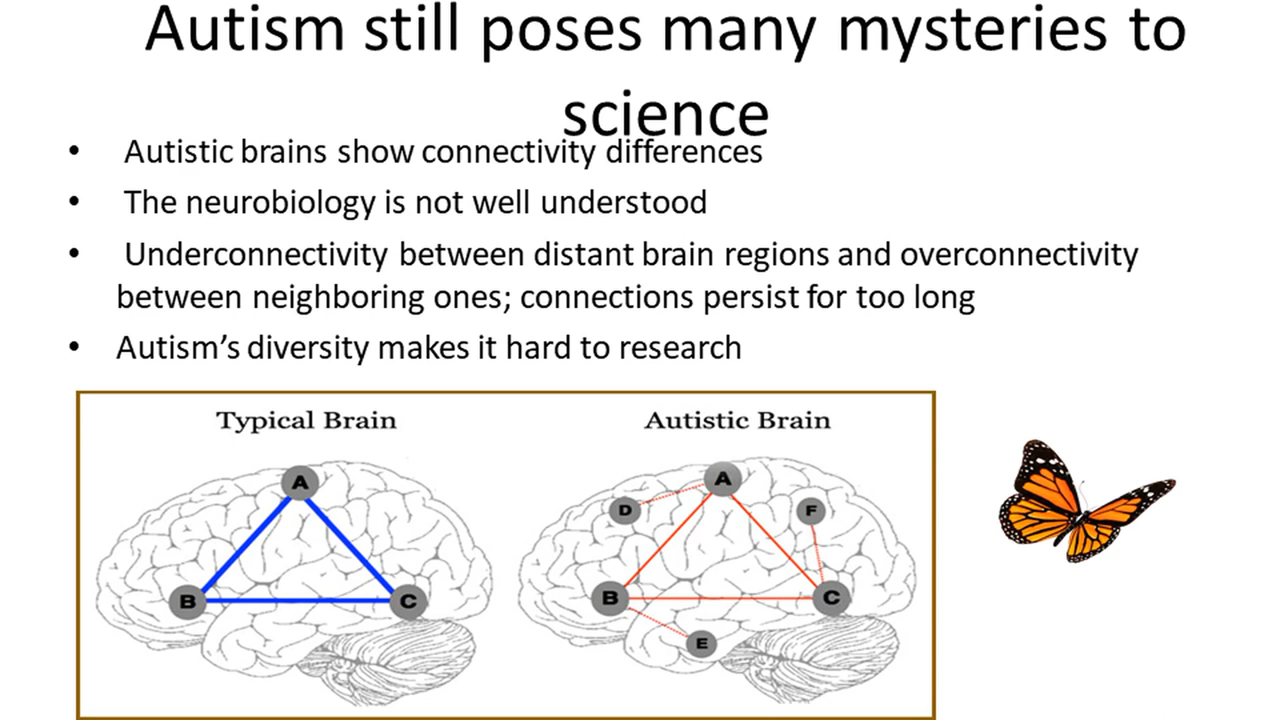 Autism still poses many mysteries to
science
• Autistic brains show connectivity differences
• The neurobiology is not well understood
• Underconnectivity between distant brain regions and overconnectivity
between neighboring ones; connections persist for too long
• Autism’s diversity makes it hard to research
Typical Brain
A
B
C
Autistic Brain
A
D
F
B
C
E